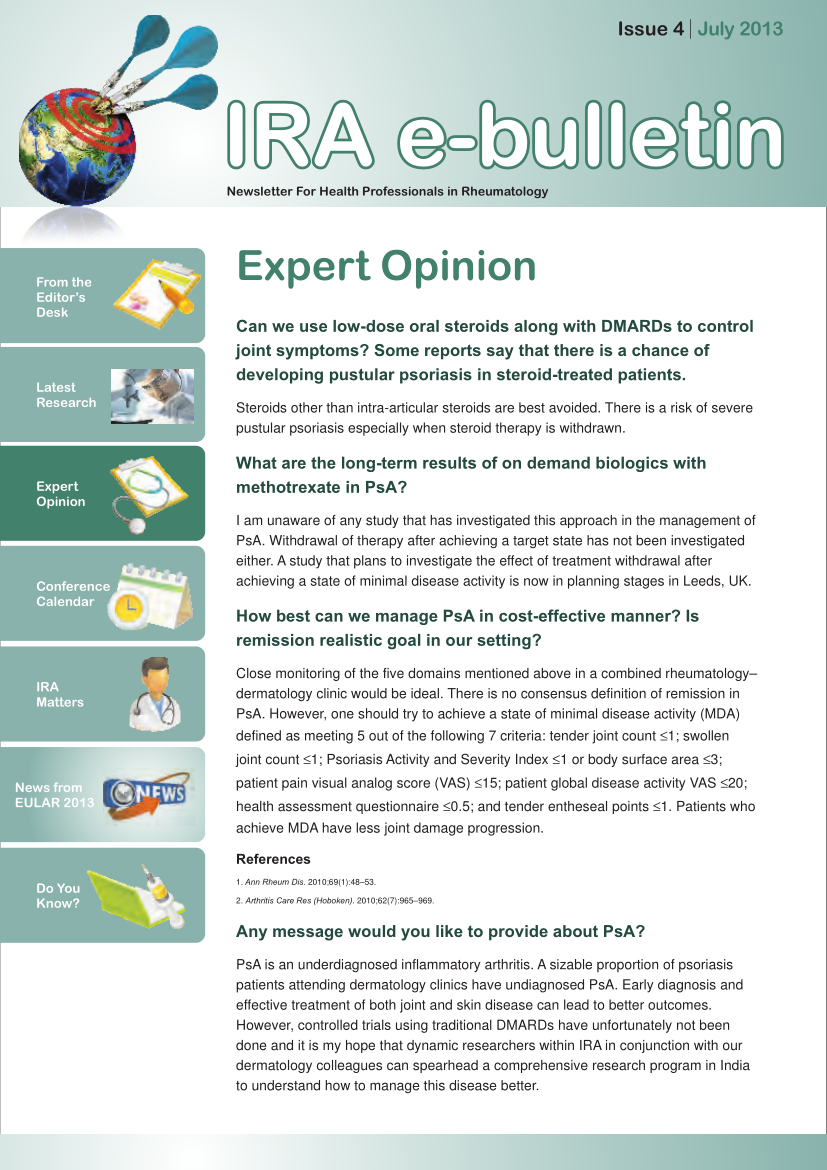 Issue 4 | July 2013
IRA e-bulletin
Newsletter For Health Professionals in Rheumatology
From the
Editor's
Desk
Latest
Research
Expert
Opinion
Conference
Calendar
IRA
Matters
News from
EULAR 2013
NEWS
Do You
Know?
Expert Opinion
Can we use low-dose oral steroids along with DMARDs to control
joint symptoms? Some reports say that there is a chance of
developing pustular psoriasis in steroid-treated patients.
Steroids other than intra-articular steroids are best avoided. There is a risk of severe
pustular psoriasis especially when steroid therapy is withdrawn.
What are the long-term results of on demand biologics with
methotrexate in PsA?
I am unaware of any study that has investigated this approach in the management of
PsA. Withdrawal of therapy after achieving a target state has not been investigated
either. A study that plans to investigate the effect of treatment withdrawal after
achieving a state of minimal disease activity is now in planning stages in Leeds, UK.
How best can we manage PsA in cost-effective manner? Is
remission realistic goal in our setting?
Close monitoring of the five domains mentioned above in a combined rheumatology–
dermatology clinic would be ideal. There is no consensus definition of remission in
PsA. However, one should try to achieve a state of minimal disease activity (MDA)
defined as meeting 5 out of the following 7 criteria: tender joint count ≤1; swollen
joint count ≤1; Psoriasis Activity and Severity Index ≤1 or body surface area ≤3;
patient pain visual analog score (VAS) ≤15; patient global disease activity VAS ≤20;
health assessment questionnaire ≤0.5; and tender entheseal points ≤1. Patients who
achieve MDA have less joint damage progression.
References
1. Ann Rheum Dis. 2010;69(1):48–53.
2. Arthritis Care Res (Hoboken). 2010;62(7):965–969.
Any message would you like to provide about PsA?
PsA is an underdiagnosed inflammatory arthritis. A sizable proportion of psoriasis
patients attending dermatology clinics have undiagnosed PsA. Early diagnosis and
effective treatment of both joint and skin disease can lead to better outcomes.
However, controlled trials using traditional DMARDs have unfortunately not been
done and it is my hope that dynamic researchers within IRA in conjunction with our
dermatology colleagues can spearhead a comprehensive research program in India
to understand how to manage this disease better.